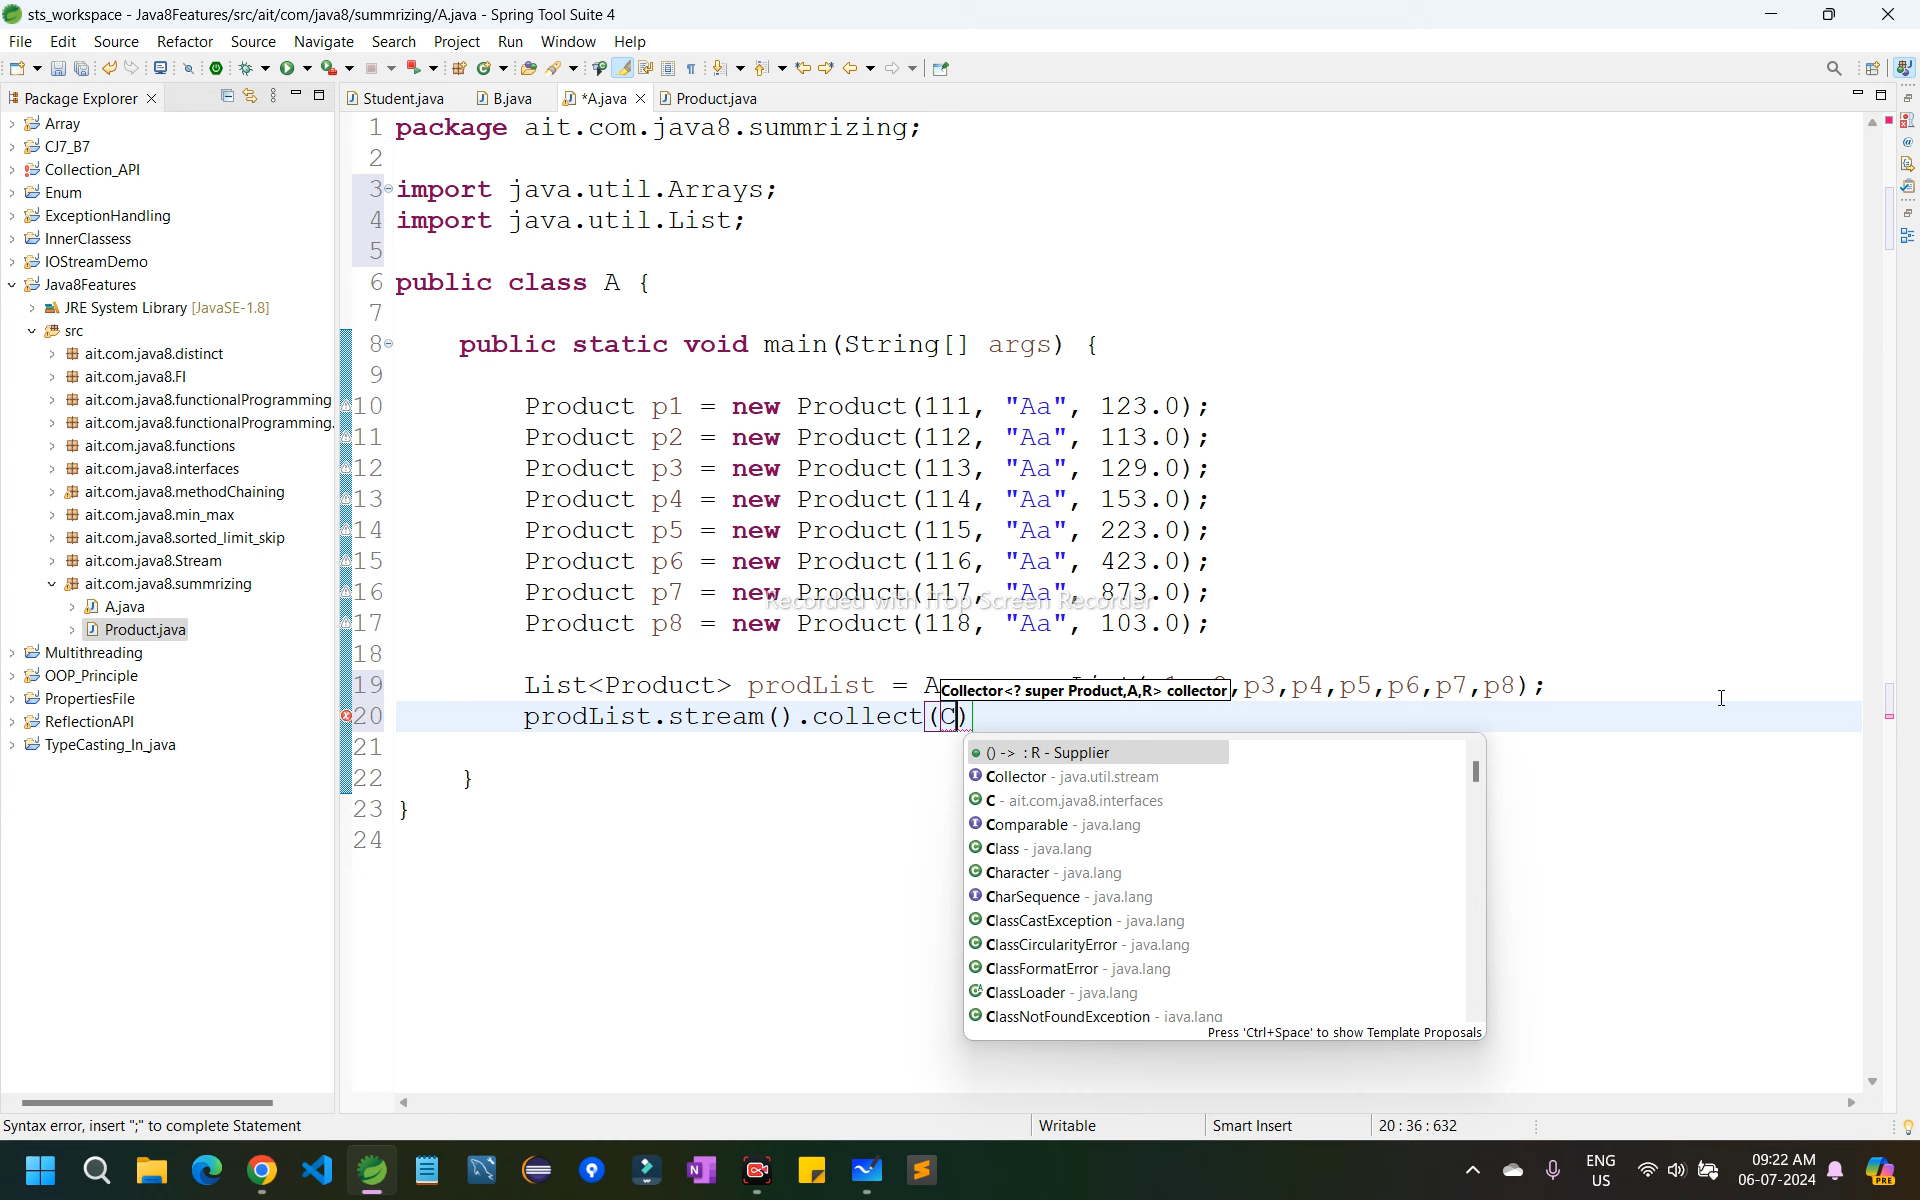 sts_workspace - Java8Features/src/ait/com/java8/summrizing/A.java - Spring Tool Suite 4
File Edit Source Refactor Source Navigate Search Project Run Window Help
Package Explorer
Student.java B.java *A.java Product.java
Array
CJ7_B7
Collection_API
Enum
ExceptionHandling
InnerClassess
IOStreamDemo
Java8Features
JRE System Library [JavaSE-1.8]
src
ait.com.java8.distinct
ait.com.java8.FI
ait.com.java8.functionalProgramming
ait.com.java8.functionalProgramming.
ait.com.java8.functions
ait.com.java8.interfaces
ait.com.java8.methodChaining
ait.com.java8.min_max
ait.com.java8.sorted_limit_skip
ait.com.java8.Stream
ait.com.java8.summrizing
A.java
Product.java
Multithreading
OOP_Principle
PropertiesFile
ReflectionAPI
TypeCasting_In_java
1 package ait.com.java8.summrizing;
2
3 import java.util.Arrays;
4 import java.util.List;
5
6 public class A {
7
8 public static void main(String[] args) {
9
10 Product p1 = new Product(111, "Aa", 123.0);
11 Product p2 = new Product(112, "Aa", 113.0);
12 Product p3 = new Product(113, "Aa", 129.0);
13 Product p4 = new Product(114, "Aa", 153.0);
14 Product p5 = new Product(115, "Aa", 223.0);
15 Product p6 = new Product(116, "Aa", 423.0);
16 Product p7 = new Product(117, "Aa", 873.0);
Recorded with iTop Screen Recorder
17 Product p8 = new Product(118, "Aa", 103.0);
18
19 List<Product> prodList = A ,p3,p4,p5,p6,p7,p8);
Collector<? super Product,A,R> collector
20 prodList.stream().collect(C)
21
22 }
23 }
24
() -> : R - Supplier
Collector - java.util.stream
C - ait.com.java8.interfaces
Comparable - java.lang
Class - java.lang
Character - java.lang
CharSequence - java.lang
ClassCastException - java.lang
ClassCircularityError - java.lang
ClassFormatError - java.lang
ClassLoader - java.lang
ClassNotFoundException - java.lang
Press 'Ctrl+Space' to show Template Proposals
Syntax error, insert ";" to complete Statement
Writable
Smart Insert
20 : 36 : 632
ENG
US
09:22 AM
06-07-2024
PRE